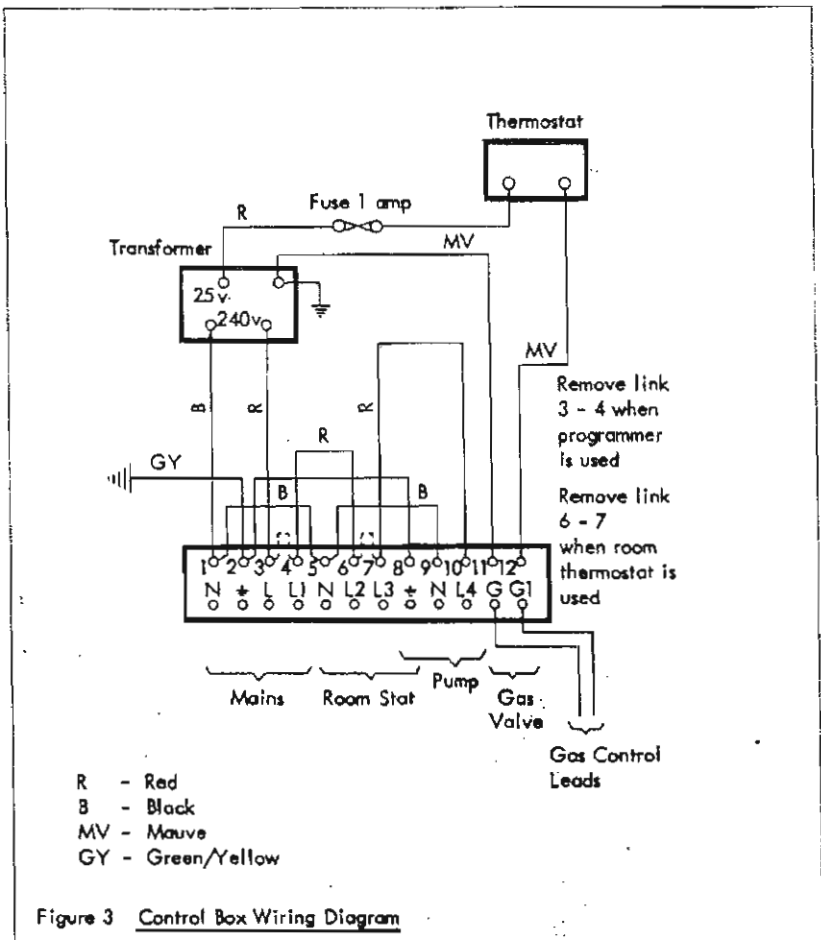 Thermostat
Fuse 1 amp
R
MV
Transformer
25v.
240v
MV
B
R
R
Remove link
3 - 4 when
programmer
is used
R
GY
B
B
Remove link
6 - 7
when room
thermostat is
used
1 2 3 4 5 6 7 8 9 10 11 12
N ⏚ L L1 N L2 L3 ⏚ N L4 G G1
Mains
Room Stat
Pump
Gas
Valve
Gas Control
Leads
R - Red
B - Black
MV - Mauve
GY - Green/Yellow
Figure 3 Control Box Wiring Diagram